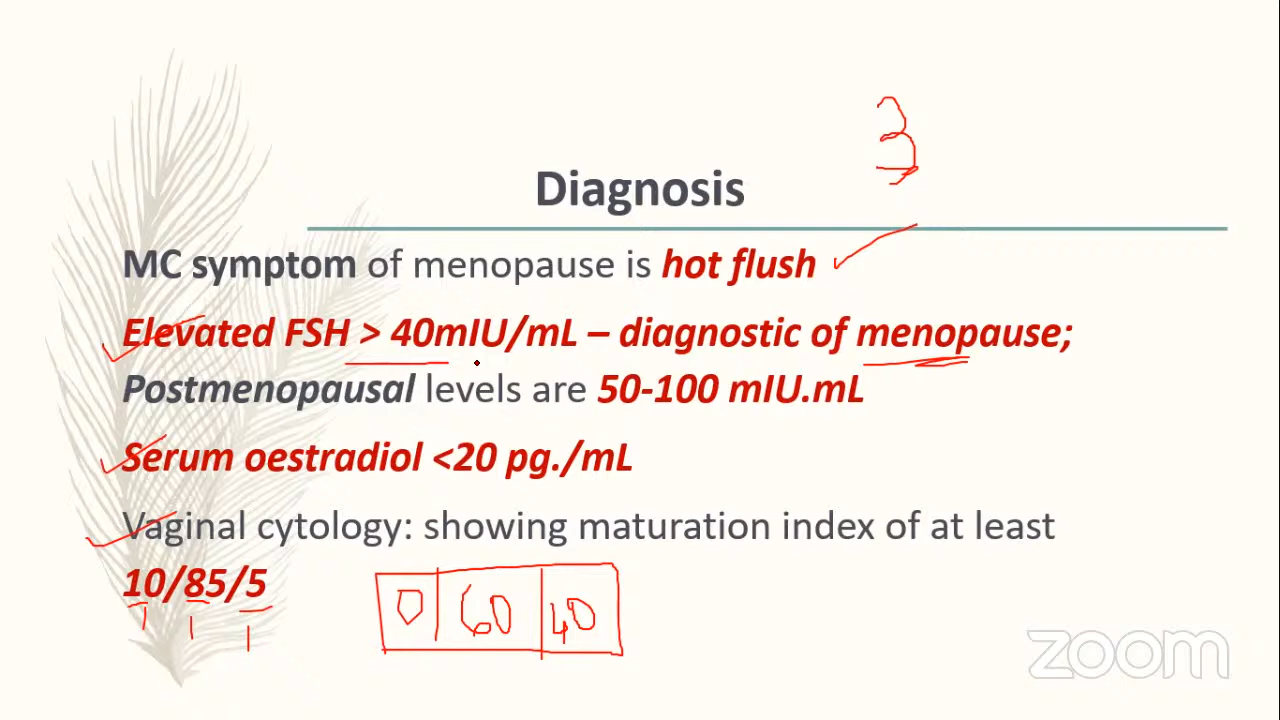 3
Diagnosis
MC symptom of menopause is hot flush
Elevated FSH > 40mIU/mL – diagnostic of menopause;
Postmenopausal levels are 50-100 mIU.mL
Serum oestradiol <20 pg./mL
Vaginal cytology: showing maturation index of at least
10/85/5
0 60 40
zoom